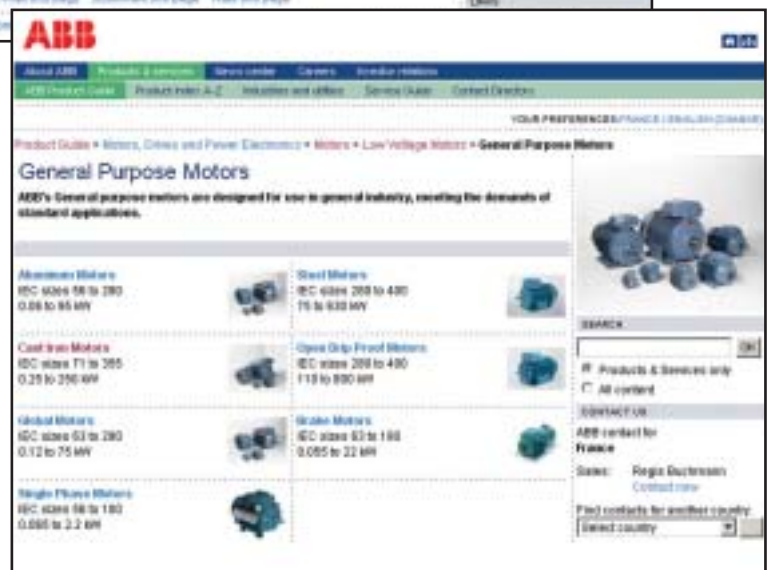 ABB
About ABB Products & services News center Careers Investor relations
ABB Product Guide Product Index A-Z Industries and utilities Service Guide Contact Directory
YOUR PREFERENCES: FRANCE | ENGLISH
Product Guide • Motors, Drives and Power Electronics • Motors • Low Voltage Motors • General Purpose Motors
General Purpose Motors
ABB's General purpose motors are designed for use in general industry, meeting the demands of
standard applications.
Aluminum Motors
IEC sizes 56 to 280
0.06 to 95 kW
Steel Motors
IEC sizes 280 to 400
75 to 630 kW
Cast Iron Motors
IEC sizes 71 to 355
0.25 to 250 kW
Open Drip Proof Motors
IEC sizes 280 to 400
110 to 800 kW
Global Motors
IEC sizes 63 to 280
0.12 to 75 kW
Brake Motors
IEC sizes 63 to 180
0.055 to 22 kW
Single Phase Motors
IEC sizes 56 to 100
0.065 to 2.2 kW
SEARCH
OK
Products & Services only
All content
CONTACT US
ABB contact for
France
Sales: Regis Buchmann
Contact now
Find contacts for another country
Select country